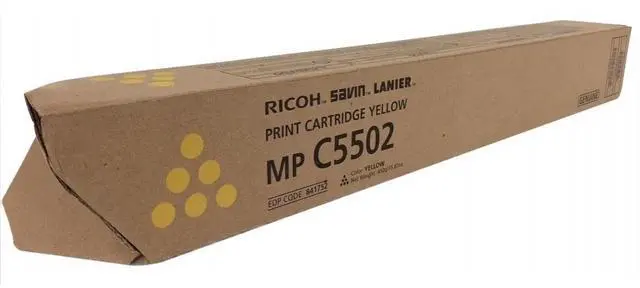 RICOH SAVIN LANIER
PRINT CARTRIDGE YELLOW
MP C5502
Color: YELLOW
EDP CODE 841752
GENUINE